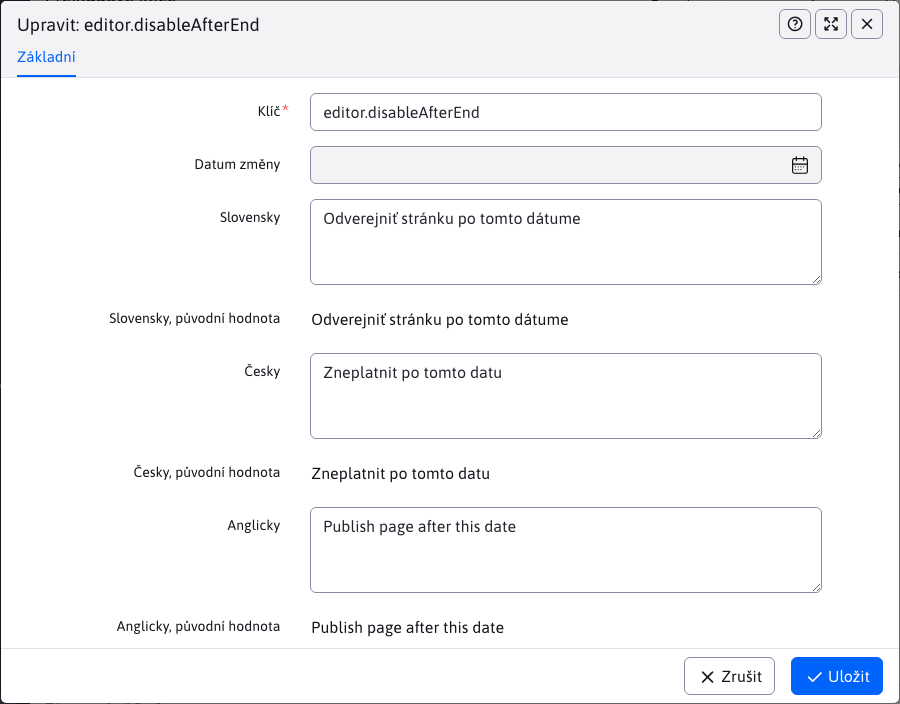 Upravit: editor.disableAfterEnd
Základní
Klíč*
editor.disableAfterEnd
Datum změny
Slovensky
Odverejniť stránku po tomto dátume
Slovensky, původní hodnota
Odverejniť stránku po tomto dátume
Česky
Zneplatnit po tomto datu
Česky, původní hodnota
Zneplatnit po tomto datu
Anglicky
Publish page after this date
Anglicky, původní hodnota
Publish page after this date
Zrušit
Uložit